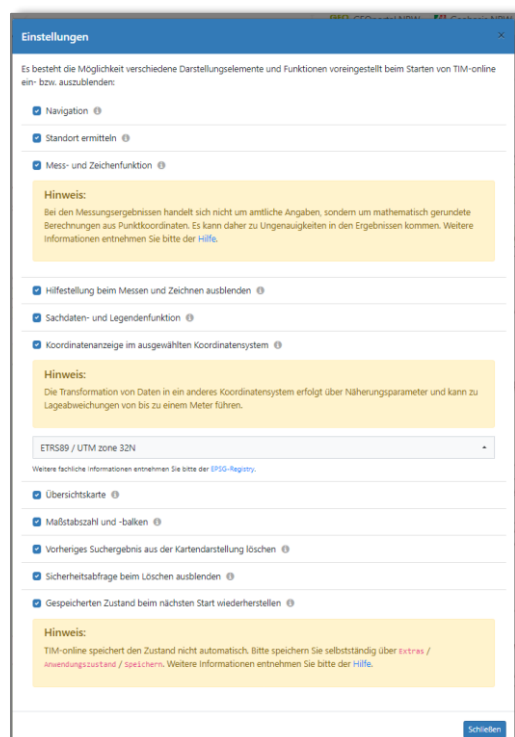 Einstellungen
×
Es besteht die Möglichkeit verschiedene Darstellungselemente und Funktionen voreingestellt beim Starten von TIM-online
ein- bzw. auszublenden:
Navigation
Standort ermitteln
Mess- und Zeichenfunktion
Hinweis:
Bei den Messungsergebnissen handelt sich nicht um amtliche Angaben, sondern um mathematisch gerundete
Berechnungen aus Punktkoordinaten. Es kann daher zu Ungenauigkeiten in den Ergebnissen kommen. Weitere
Informationen entnehmen Sie bitte der Hilfe.
Hilfestellung beim Messen und Zeichnen ausblenden
Sachdaten- und Legendenfunktion
Koordinatenanzeige im ausgewählten Koordinatensystem
Hinweis:
Die Transformation von Daten in ein anderes Koordinatensystem erfolgt über Näherungsparameter und kann zu
Lageabweichungen von bis zu einem Meter führen.
ETRS89 / UTM zone 32N
Weitere fachliche Informationen entnehmen Sie bitte der EPSG-Registry.
Übersichtskarte
Maßstabszahl und -balken
Vorheriges Suchergebnis aus der Kartendarstellung löschen
Sicherheitsabfrage beim Löschen ausblenden
Gespeicherten Zustand beim nächsten Start wiederherstellen
Hinweis:
TIM-online speichert den Zustand nicht automatisch. Bitte speichern Sie selbstständig über Extras /
Anwendungszustand / Speichern. Weitere Informationen entnehmen Sie bitte der Hilfe.
Schließen